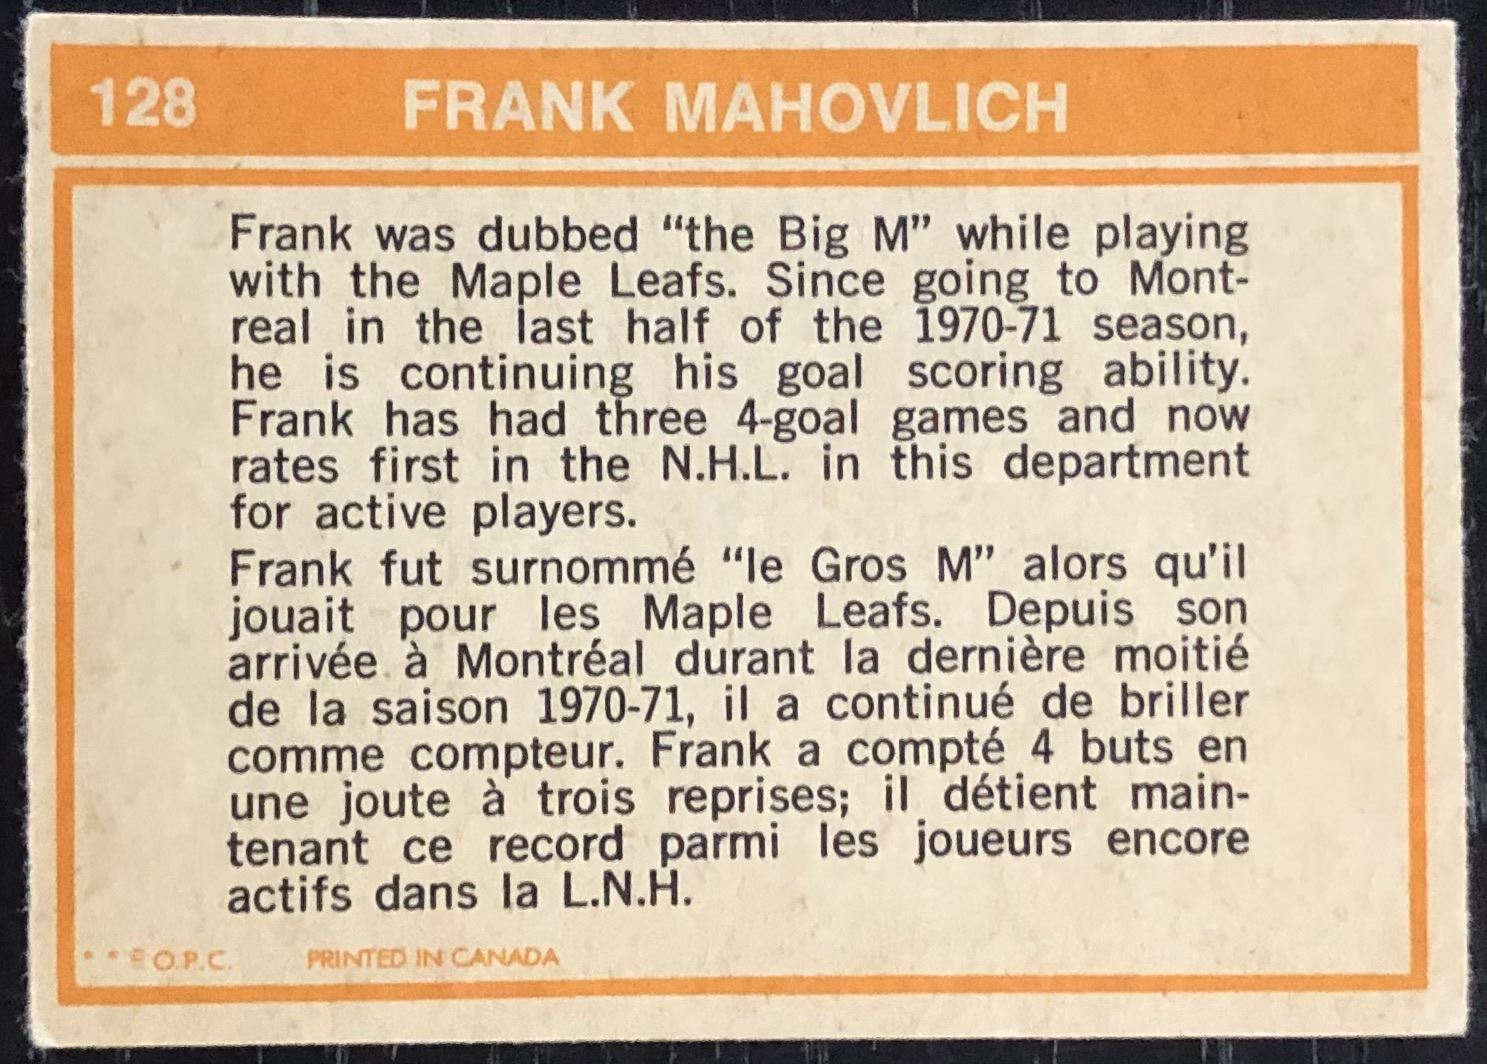 128 FRANK MAHOVLICH
Frank was dubbed “the Big M” while playing
with the Maple Leafs. Since going to Mont-
real in the last half of the 1970-71 season,
he is continuing his goal scoring ability.
Frank has had three 4-goal games and now
rates first in the N.H.L. in this department
for active players.
Frank fut surnommé “le Gros M” alors qu'il
jouait pour les Maple Leafs. Depuis son
arrivée à Montréal durant la dernière moitié
de la saison 1970-71, il a continué de briller
comme compteur. Frank a compté 4 buts en
une joute à trois reprises; il détient main-
tenant ce record parmi les joueurs encore
actifs dans la L.N.H.
* * © O.P.C. PRINTED IN CANADA